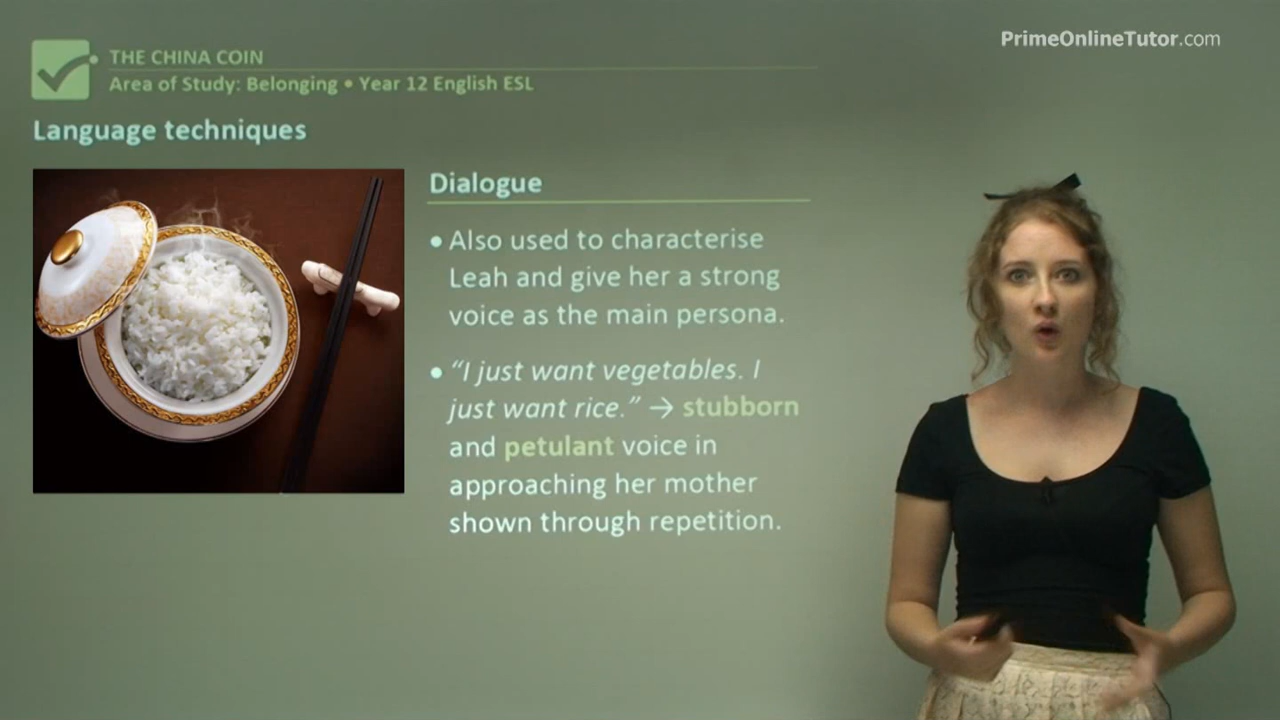 PrimeOnlineTutor.com
THE CHINA COIN
Area of Study: Belonging • Year 12 English ESL
Language techniques
Dialogue
• Also used to characterise
Leah and give her a strong
voice as the main persona.
• “I just want vegetables. I
just want rice.” → stubborn
and petulant voice in
approaching her mother
shown through repetition.